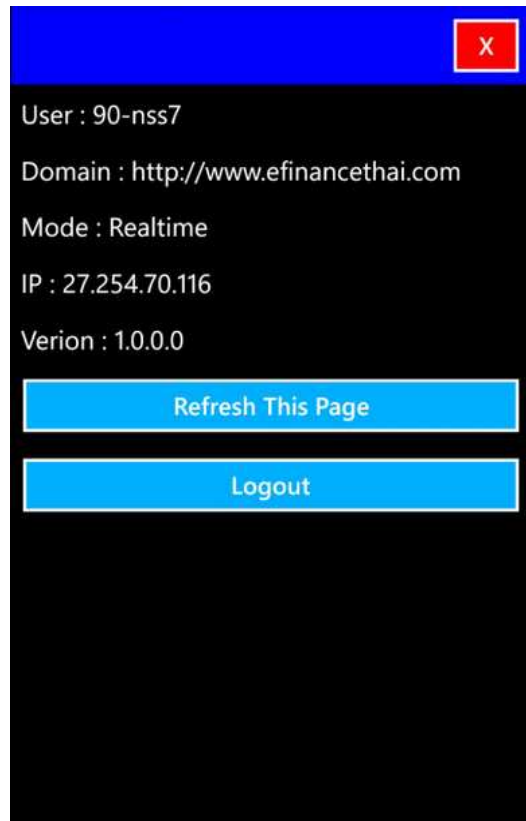 X
User : 90-nss7
Domain : http://www.efinancethai.com
Mode : Realtime
IP : 27.254.70.116
Verion : 1.0.0.0
Refresh This Page
Logout